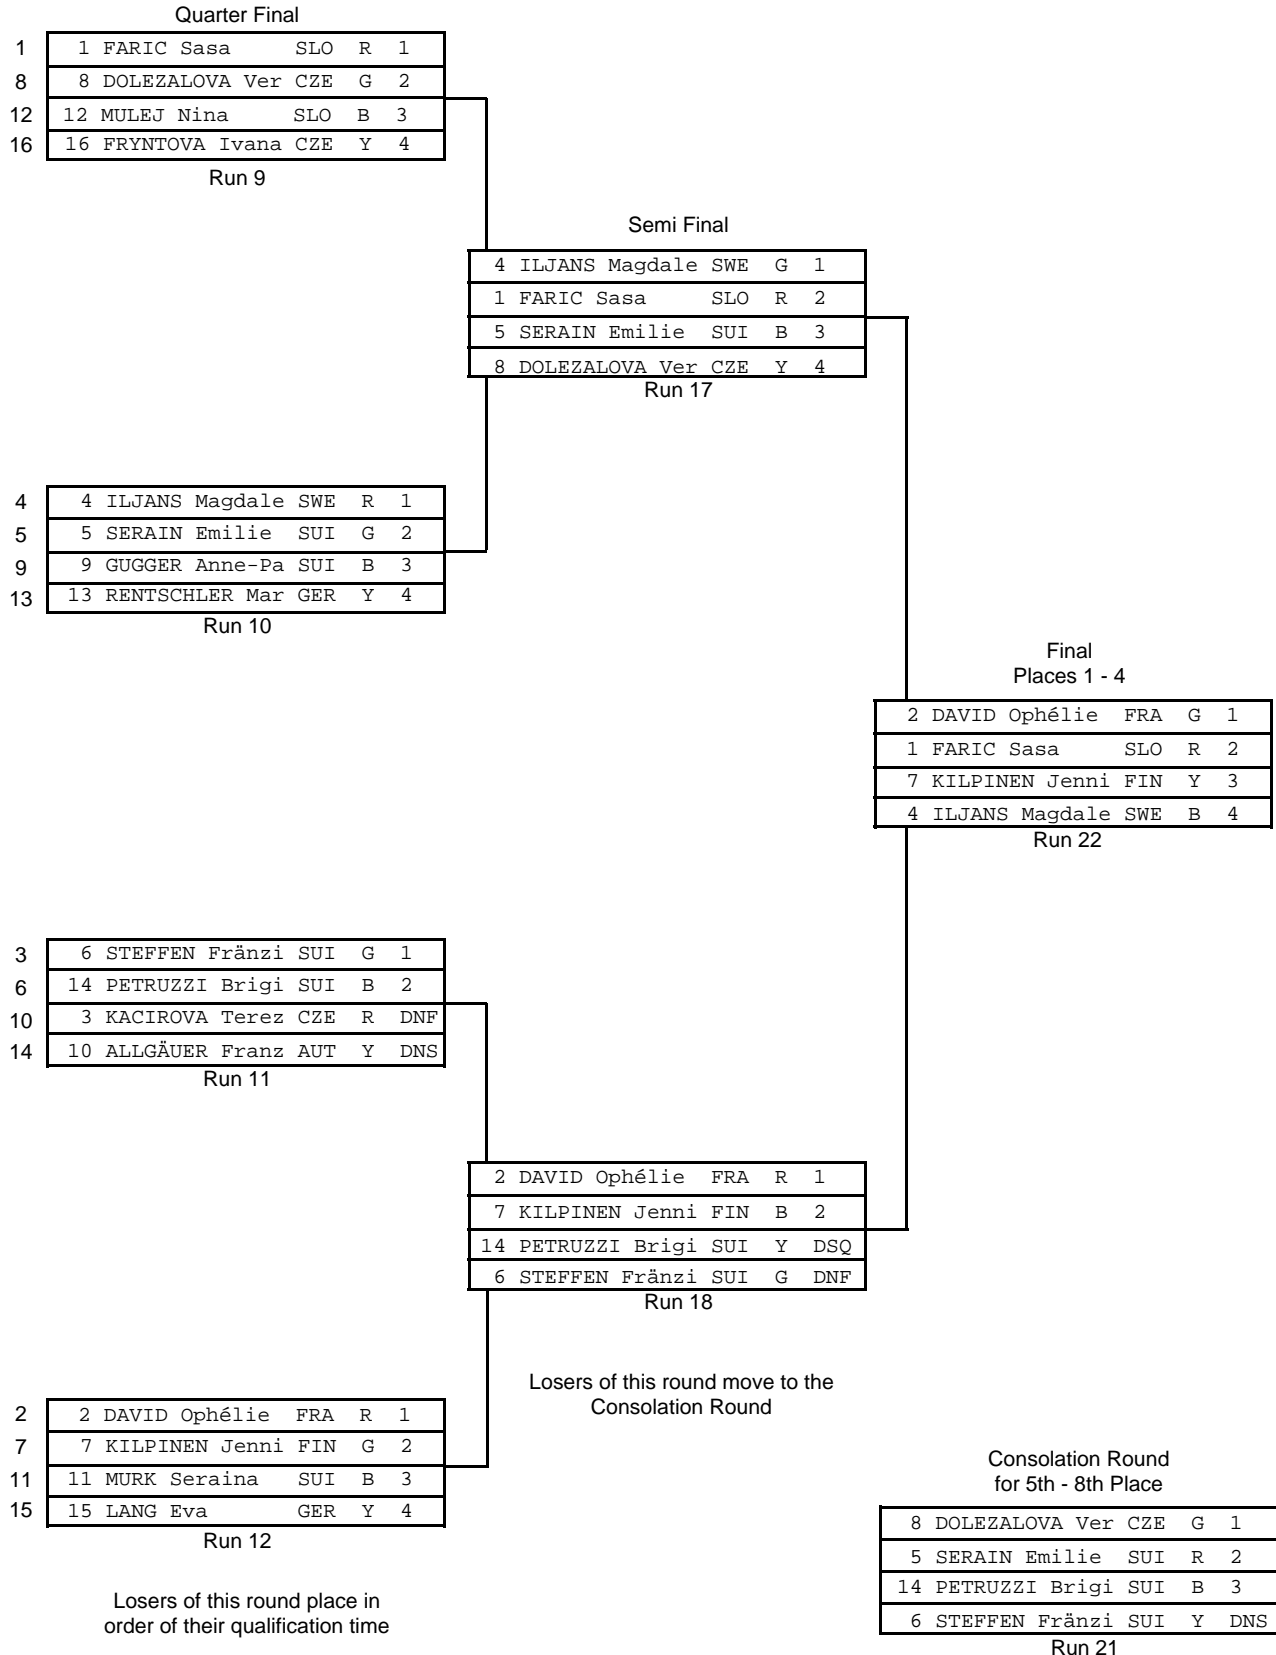 Quarter Final
1 1 FARIC Sasa SLO R 1
8 8 DOLEZALOVA Ver CZE G 2
12 12 MULEJ Nina SLO B 3
16 16 FRYNTOVA Ivana CZE Y 4
Run 9
Semi Final
4 ILJANS Magdale SWE G 1
1 FARIC Sasa SLO R 2
5 SERAIN Emilie SUI B 3
8 DOLEZALOVA Ver CZE Y 4
Run 17
4 4 ILJANS Magdale SWE R 1
5 5 SERAIN Emilie SUI G 2
9 9 GUGGER Anne-Pa SUI B 3
13 13 RENTSCHLER Mar GER Y 4
Run 10
Final
Places 1 - 4
2 DAVID Ophélie FRA G 1
1 FARIC Sasa SLO R 2
7 KILPINEN Jenni FIN Y 3
4 ILJANS Magdale SWE B 4
Run 22
3 6 STEFFEN Fränzi SUI G 1
6 14 PETRUZZI Brigi SUI B 2
10 3 KACIROVA Terez CZE R DNF
14 10 ALLGÄUER Franz AUT Y DNS
Run 11
2 DAVID Ophélie FRA R 1
7 KILPINEN Jenni FIN B 2
14 PETRUZZI Brigi SUI Y DSQ
6 STEFFEN Fränzi SUI G DNF
Run 18
Losers of this round move to the
Consolation Round
2 2 DAVID Ophélie FRA R 1
7 7 KILPINEN Jenni FIN G 2
11 11 MURK Seraina SUI B 3
15 15 LANG Eva GER Y 4
Run 12
Losers of this round place in
order of their qualification time
Consolation Round
for 5th - 8th Place
8 DOLEZALOVA Ver CZE G 1
5 SERAIN Emilie SUI R 2
14 PETRUZZI Brigi SUI B 3
6 STEFFEN Fränzi SUI Y DNS
Run 21